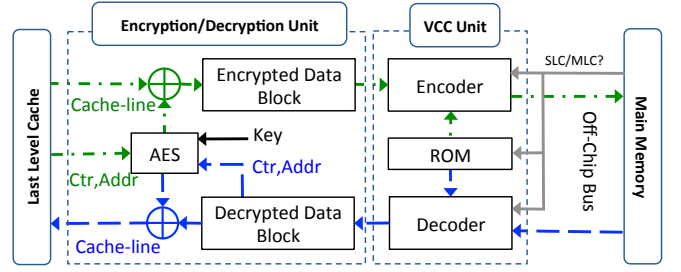 Encryption/Decryption Unit
VCC Unit
Last Level Cache
Cache-line
Encrypted Data
Block
Encoder
SLC/MLC?
Main Memory
Off-Chip Bus
AES
Key
ROM
Ctr,Addr
Ctr,Addr
Decrypted Data
Block
Decoder
Cache-line